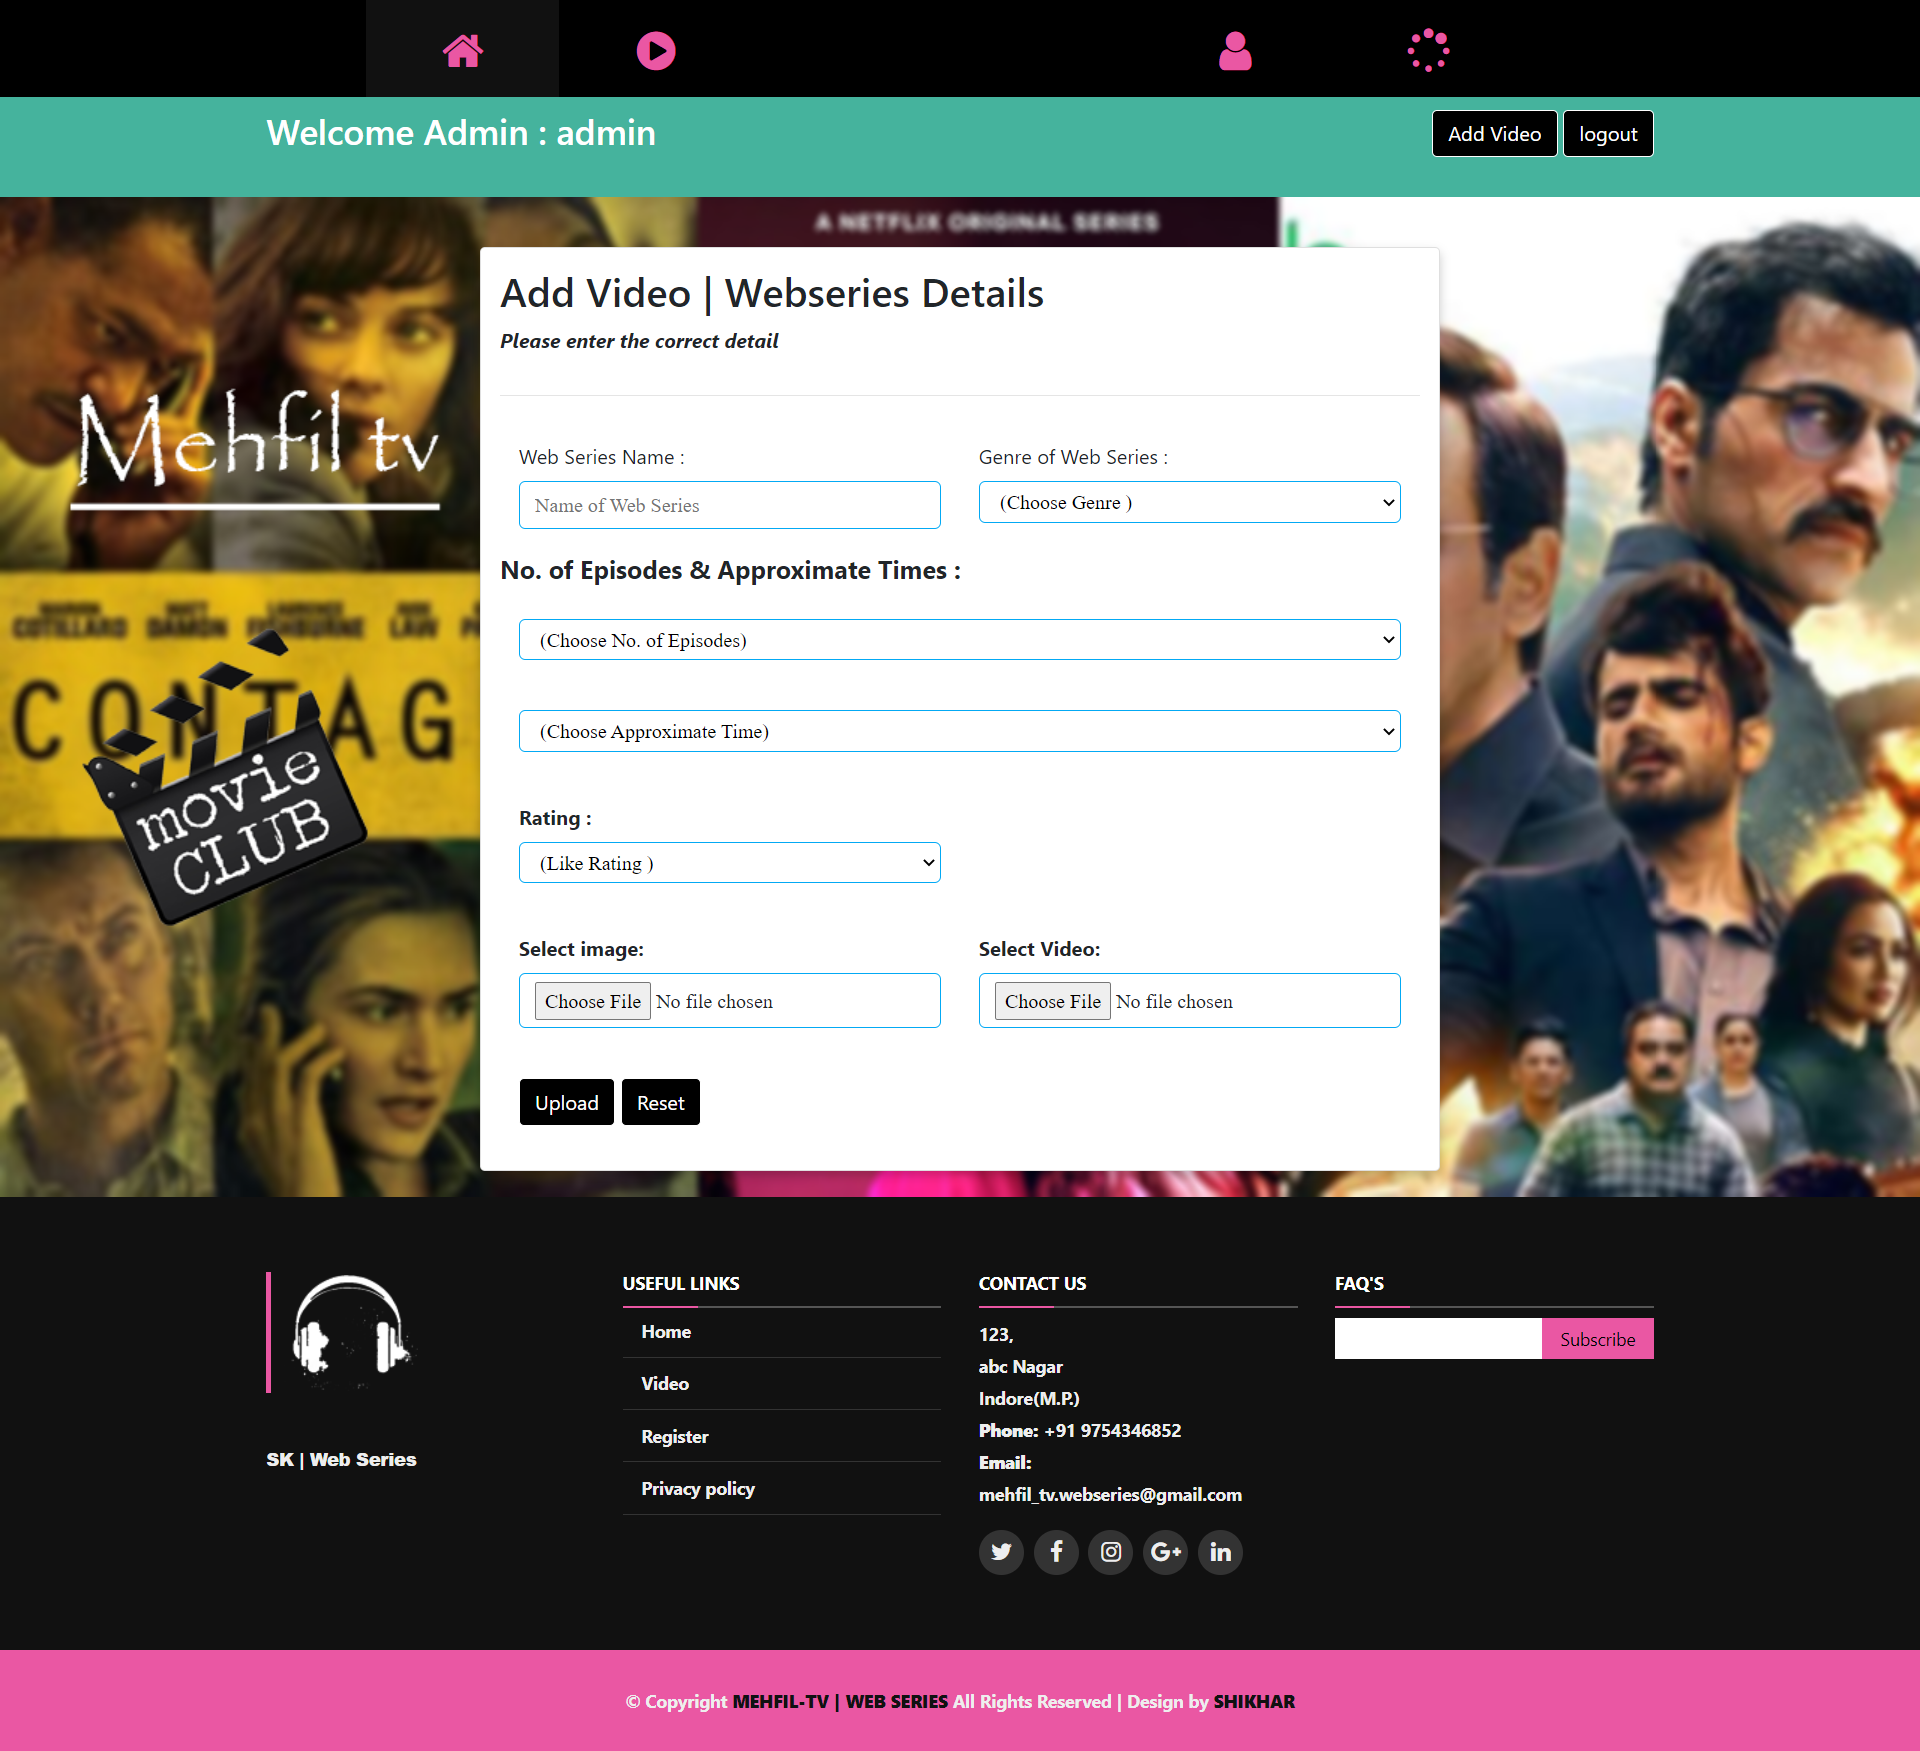 Welcome Admin : admin
Add Video
logout
A NETFLIX ORIGINAL SERIES
Add Video | Webseries Details
Please enter the correct detail
Mehfil tv
Web Series Name :
Genre of Web Series :
Name of Web Series
(Choose Genre )
No. of Episodes & Approximate Times :
COTILLARD DAMON FISHBURNE LAW
(Choose No. of Episodes)
CONTAG
(Choose Approximate Time)
movie
CLUB
Rating :
(Like Rating )
Select image:
Select Video:
Choose File No file chosen
Choose File No file chosen
Upload
Reset
SK | Web Series
USEFUL LINKS
Home
Video
Register
Privacy policy
CONTACT US
123,
abc Nagar
Indore(M.P.)
Phone: +91 9754346852
Email:
mehfil_tv.webseries@gmail.com
G+
in
FAQ'S
Subscribe
© Copyright MEHFIL-TV | WEB SERIES All Rights Reserved | Design by SHIKHAR